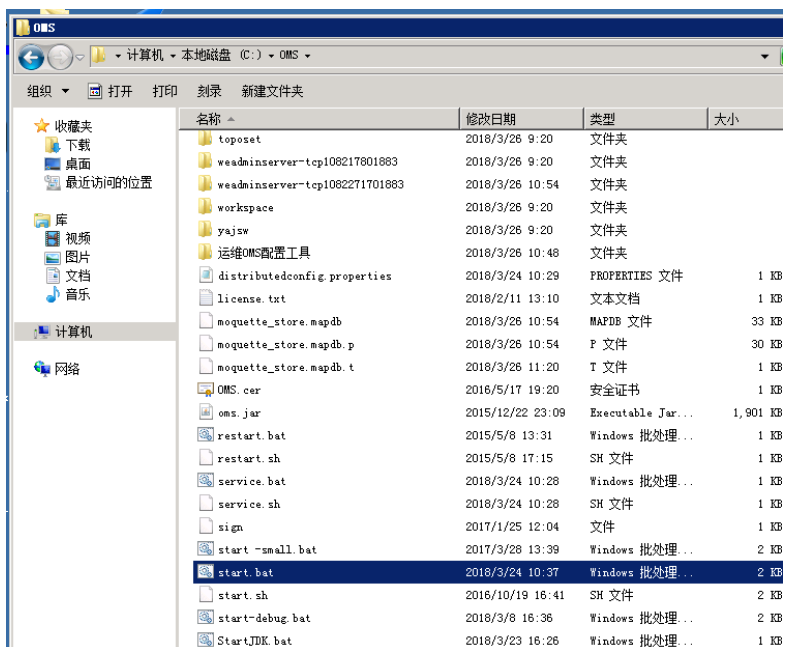 OMS
计算机 本地磁盘 (C:) OMS
组织 打开 打印 刻录 新建文件夹
名称 修改日期 类型 大小
收藏夹
下载
桌面
最近访问的位置
库
视频
图片
文档
音乐
计算机
网络
toposet 2018/3/26 9:20 文件夹
weadminserver-tcp108217801883 2018/3/26 9:20 文件夹
weadminserver-tcp1082271701883 2018/3/26 10:54 文件夹
workspace 2018/3/26 9:20 文件夹
yajsw 2018/3/26 9:20 文件夹
运维OMS配置工具 2018/3/26 10:48 文件夹
distributedconfig.properties 2018/3/24 10:29 PROPERTIES 文件 1 KB
license.txt 2018/2/11 13:10 文本文档 1 KB
moquette_store.mapdb 2018/3/26 10:54 MAPDB 文件 33 KB
moquette_store.mapdb.p 2018/3/26 10:54 P 文件 30 KB
moquette_store.mapdb.t 2018/3/26 11:20 T 文件 1 KB
OMS.cer 2016/5/17 19:20 安全证书 1 KB
oms.jar 2015/12/22 23:09 Executable Jar... 1,901 KB
restart.bat 2015/5/8 13:31 Windows 批处理... 1 KB
restart.sh 2015/5/8 17:15 SH 文件 1 KB
service.bat 2018/3/24 10:28 Windows 批处理... 1 KB
service.sh 2018/3/24 10:28 SH 文件 1 KB
sign 2017/1/25 12:04 文件 1 KB
start -small.bat 2017/3/28 13:39 Windows 批处理... 2 KB
start.bat 2018/3/24 10:37 Windows 批处理... 2 KB
start.sh 2016/10/19 16:41 SH 文件 2 KB
start-debug.bat 2018/3/8 16:36 Windows 批处理... 2 KB
StartJDK.bat 2018/3/23 16:26 Windows 批处理... 1 KB